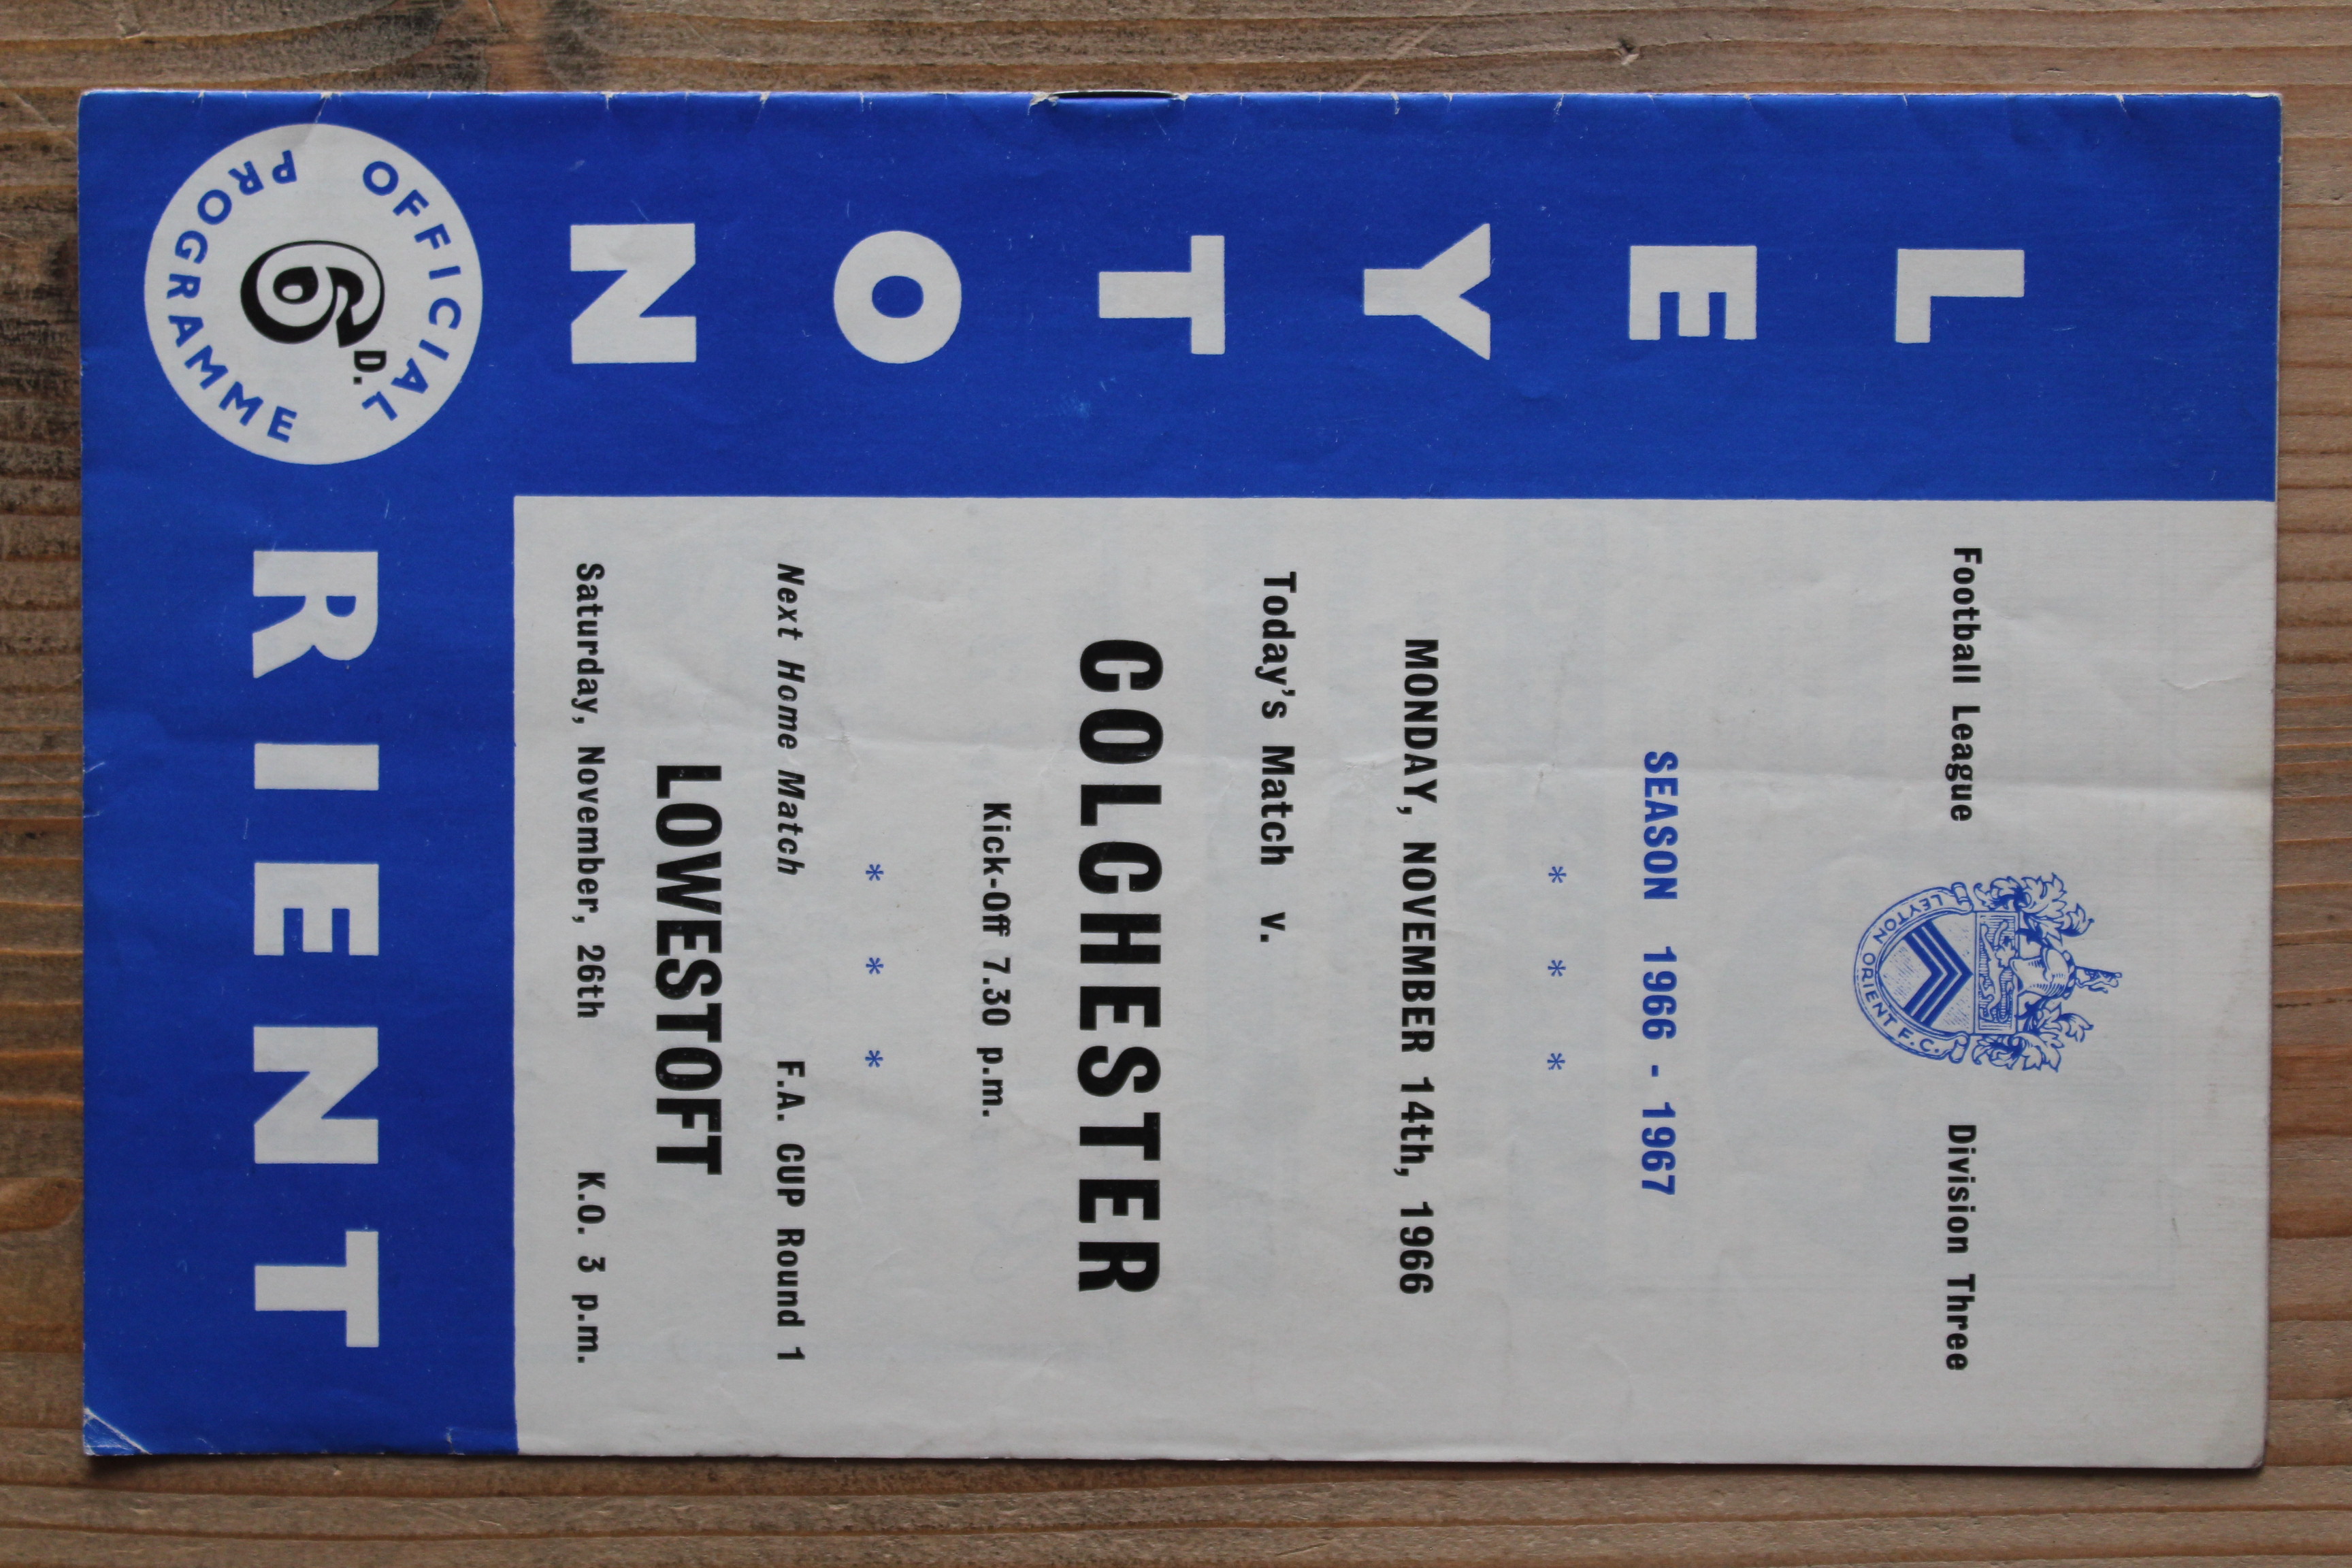 LEYTON
Football League
LEYTON ORIENT F.C.
Division Three
SEASON 1966 - 1967
* * *
MONDAY, NOVEMBER 14th, 1966
Today's Match v.
COLCHESTER
Kick-Off 7.30 p.m.
* * *
Next Home Match F.A. CUP Round 1
LOWESTOFT
Saturday, November, 26th K.O. 3 p.m.
OFFICIAL
6D.
PROGRAMME
RIENT